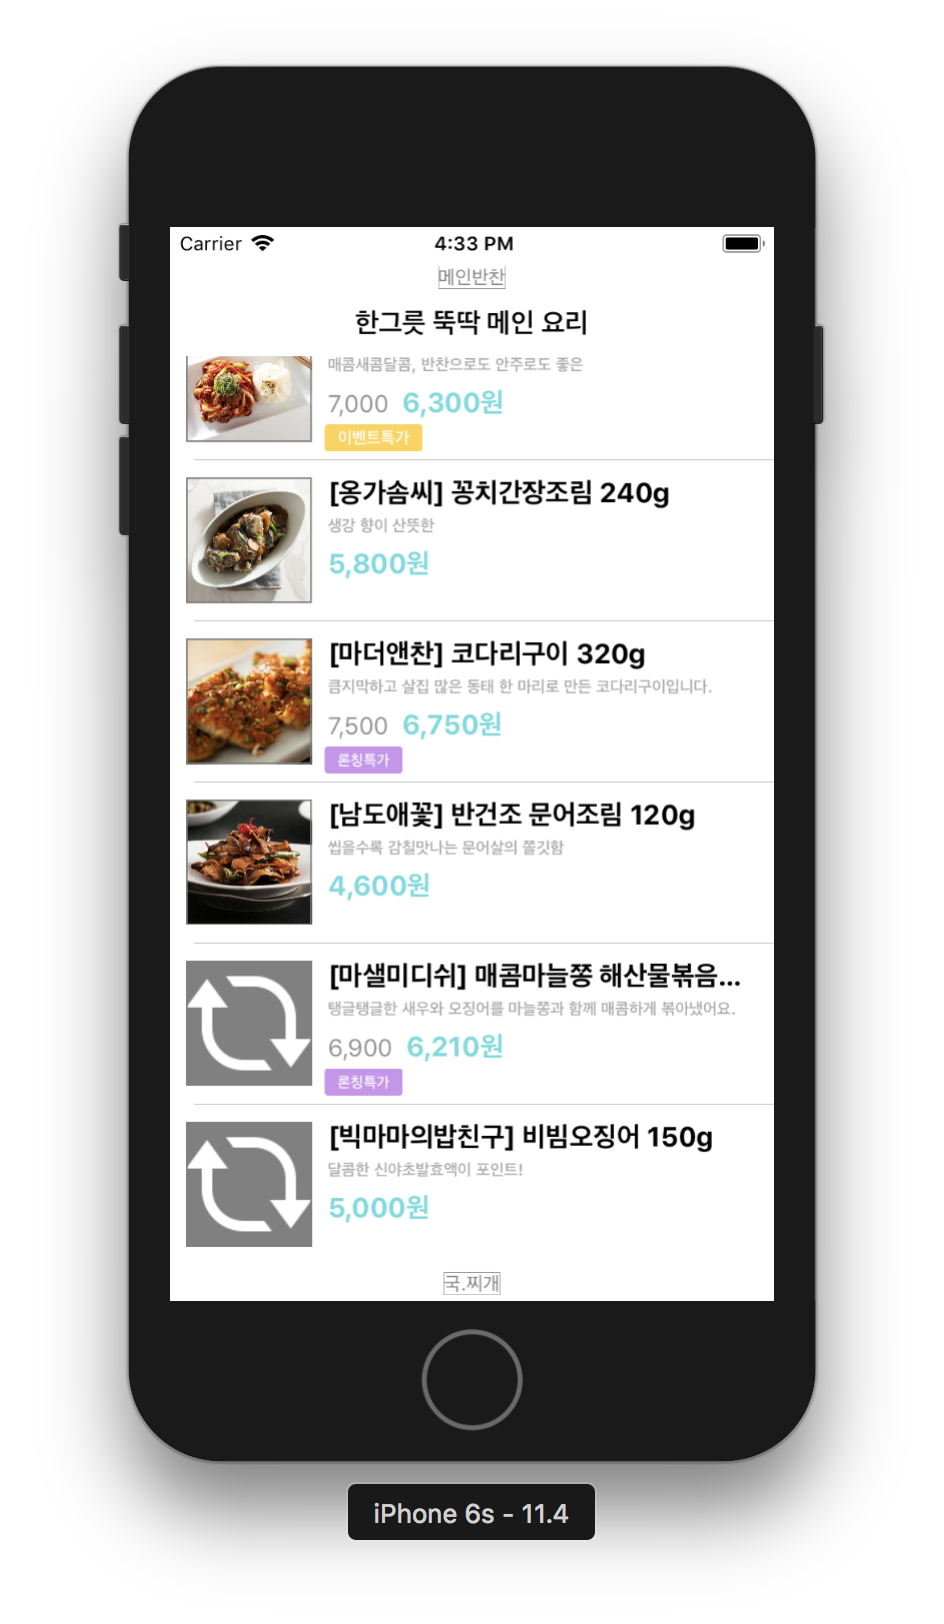 Carrier
4:33 PM
메인반찬
한그릇 뚝딱 메인 요리
매콤새콤달콤, 반찬으로도 안주로도 좋은
7,000 6,300원
이벤트특가
[옹가솜씨] 꽁치간장조림 240g
생강 향이 산뜻한
5,800원
[마더앤찬] 코다리구이 320g
큼지막하고 살집 많은 동태 한 마리로 만든 코다리구이입니다.
7,500 6,750원
론칭특가
[남도애꽃] 반건조 문어조림 120g
씹을수록 감칠맛나는 문어살의 쫄깃함
4,600원
[마샐미디쉬] 매콤마늘쫑 해산물볶음...
탱글탱글한 새우와 오징어를 마늘쫑과 함께 매콤하게 볶아냈어요.
6,900 6,210원
론칭특가
[빅마마의밥친구] 비빔오징어 150g
달콤한 신야초발효액이 포인트!
5,000원
국.찌개
iPhone 6s - 11.4